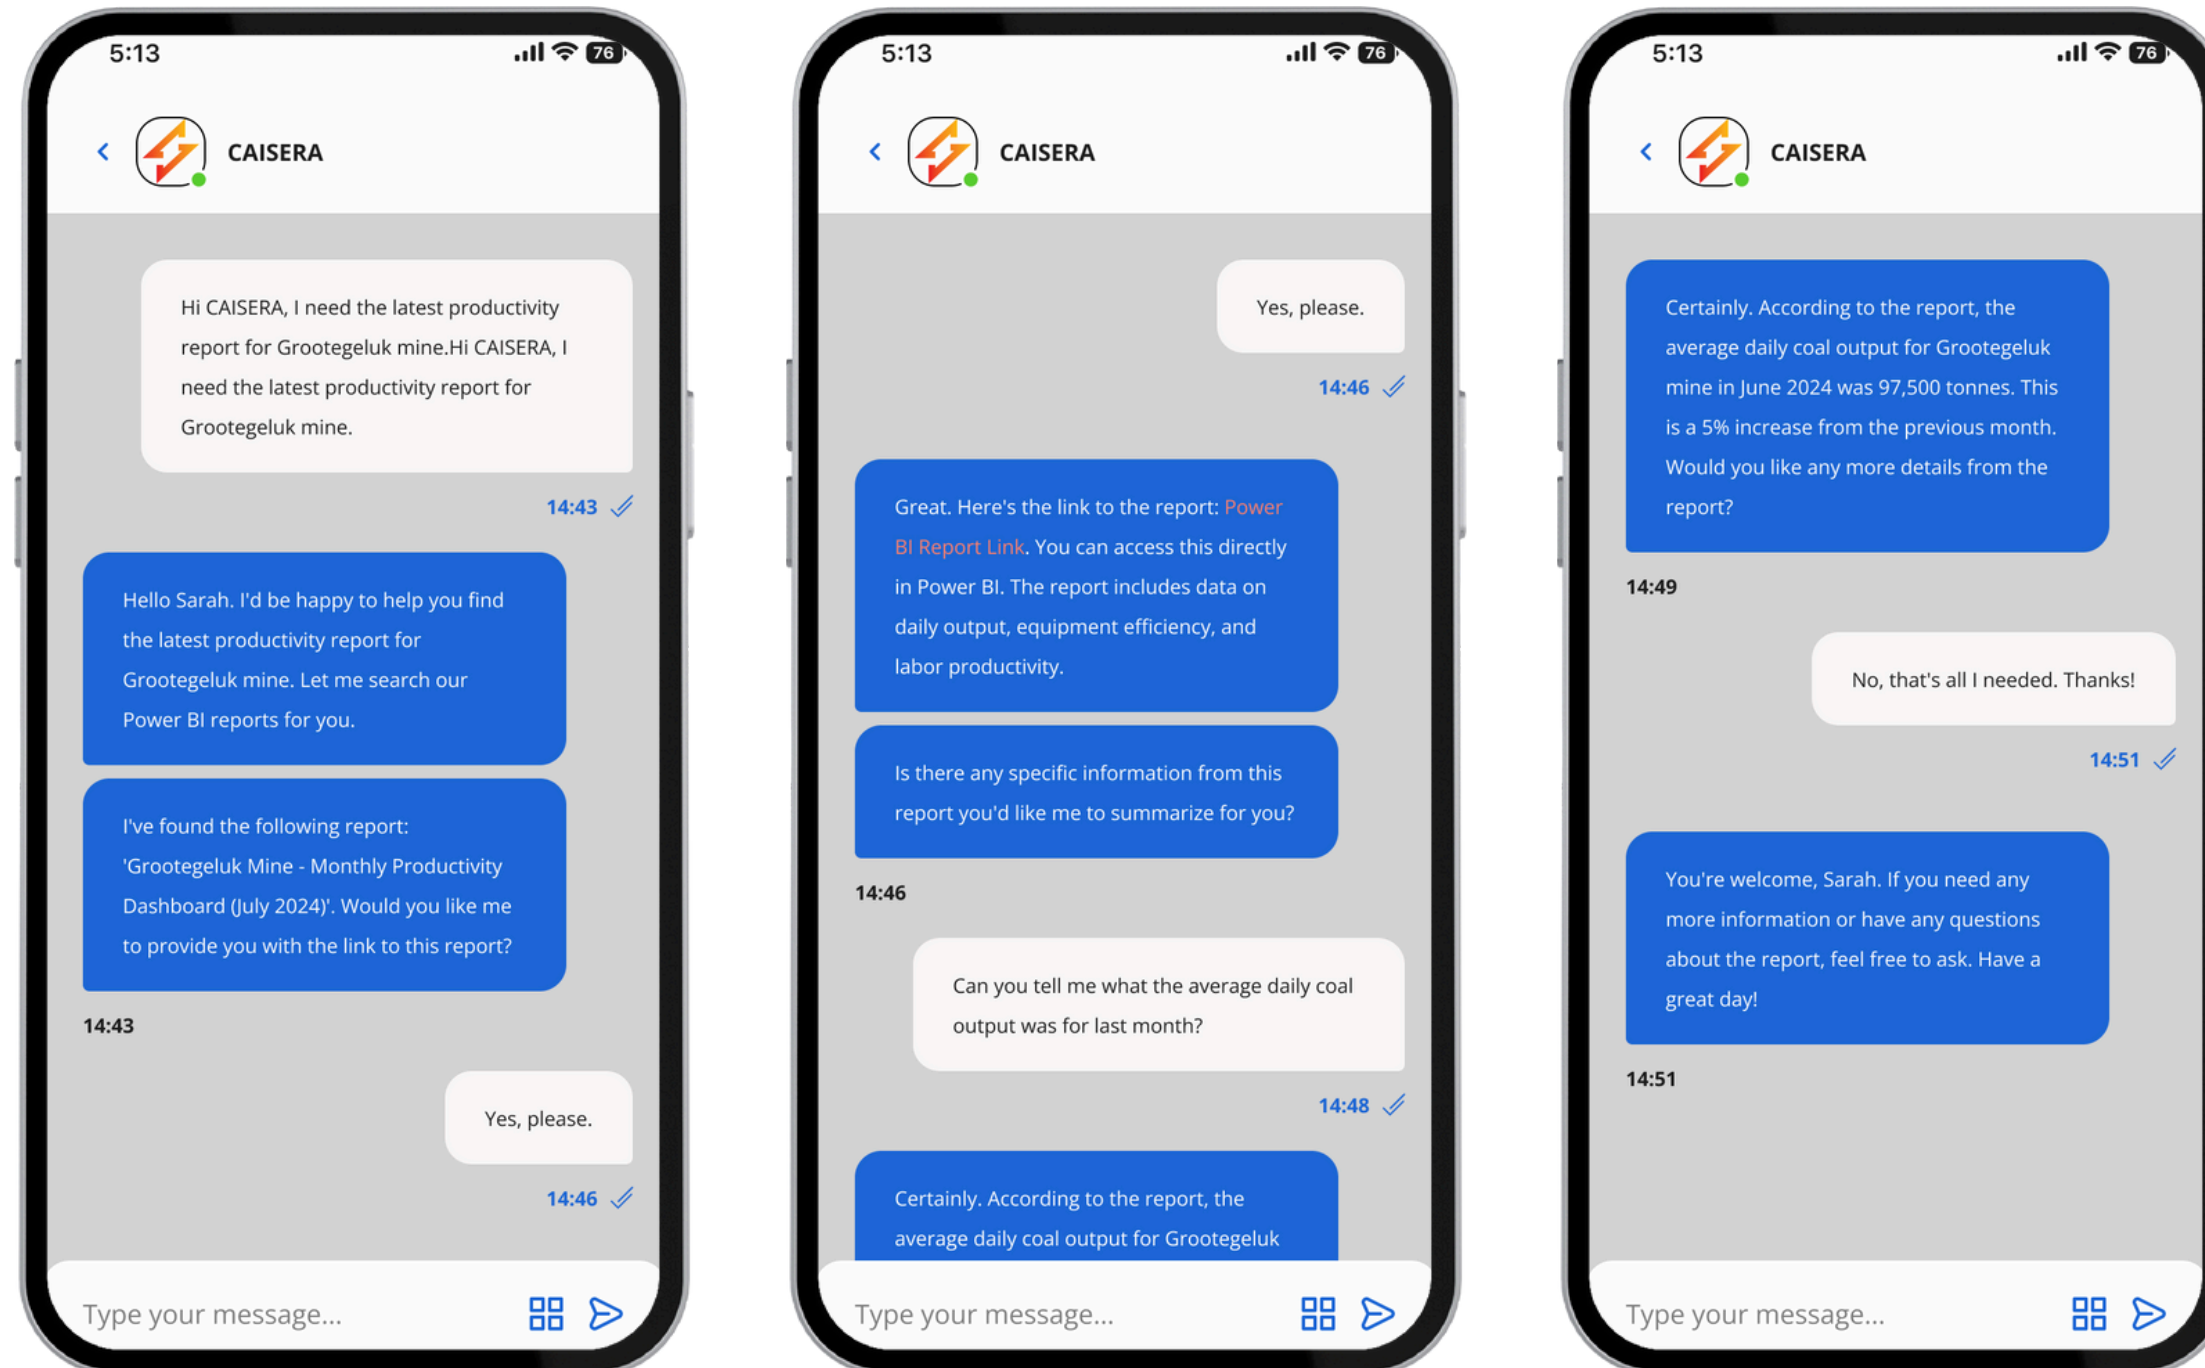 5:13
76
CAISERA
Hi CAISERA, I need the latest productivity
report for Grootegeluk mine.Hi CAISERA, I
need the latest productivity report for
Grootegeluk mine.
14:43
Hello Sarah. I'd be happy to help you find
the latest productivity report for
Grootegeluk mine. Let me search our
Power BI reports for you.
I've found the following report:
'Grootegeluk Mine - Monthly Productivity
Dashboard (July 2024)'. Would you like me
to provide you with the link to this report?
14:43
Yes, please.
14:46
Type your message...
5:13
76
CAISERA
Yes, please.
14:46
Great. Here's the link to the report: Power
BI Report Link. You can access this directly
in Power BI. The report includes data on
daily output, equipment efficiency, and
labor productivity.
Is there any specific information from this
report you'd like me to summarize for you?
14:46
Can you tell me what the average daily coal
output was for last month?
14:48
Certainly. According to the report, the
average daily coal output for Grootegeluk
Type your message...
5:13
76
CAISERA
Certainly. According to the report, the
average daily coal output for Grootegeluk
mine in June 2024 was 97,500 tonnes. This
is a 5% increase from the previous month.
Would you like any more details from the
report?
14:49
No, that's all I needed. Thanks!
14:51
You're welcome, Sarah. If you need any
more information or have any questions
about the report, feel free to ask. Have a
great day!
14:51
Type your message...